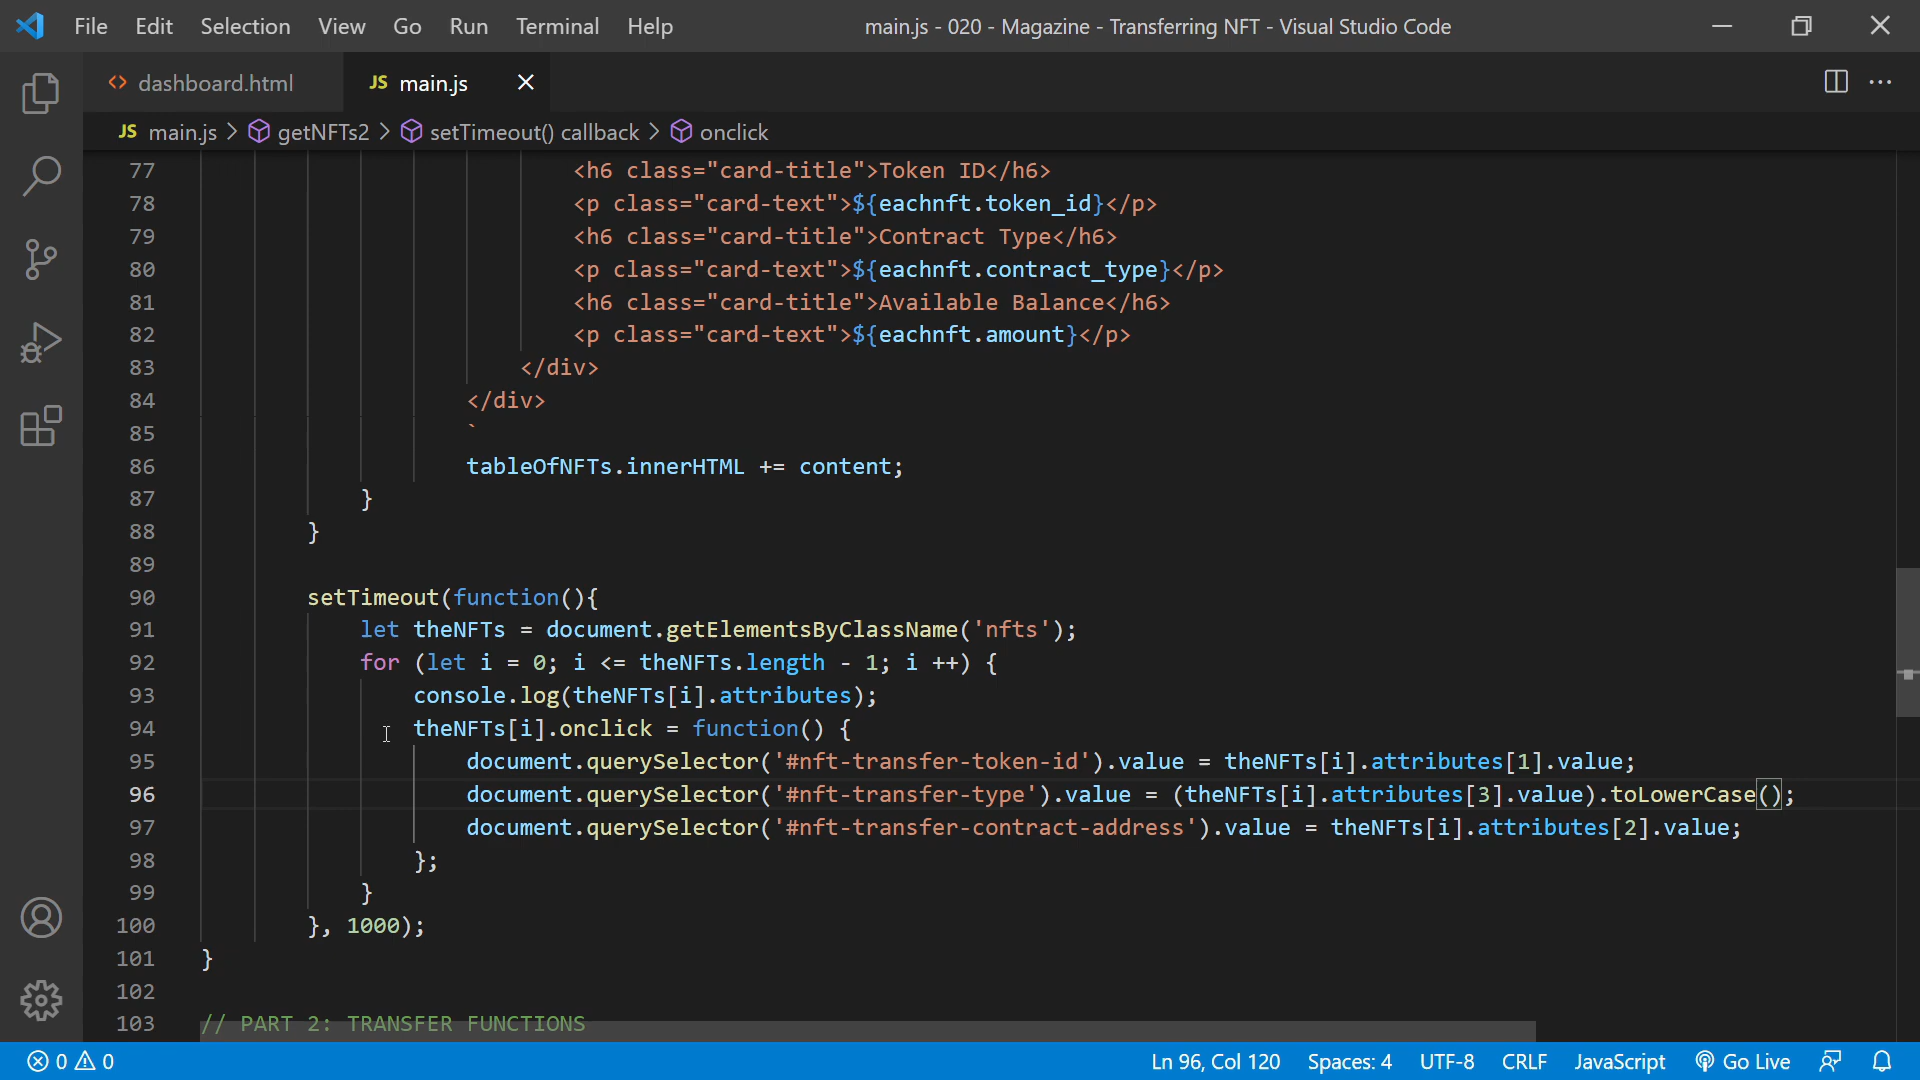 File Edit Selection View Go Run Terminal Help main.js - 020 - Magazine - Transferring NFT - Visual Studio Code
<> dashboard.html JS main.js
JS main.js > getNFTs2 > setTimeout() callback > onclick
77 <h6 class="card-title">Token ID</h6>
78 <p class="card-text">${eachnft.token_id}</p>
79 <h6 class="card-title">Contract Type</h6>
80 <p class="card-text">${eachnft.contract_type}</p>
81 <h6 class="card-title">Available Balance</h6>
82 <p class="card-text">${eachnft.amount}</p>
83 </div>
84 </div>
85 `
86 tableOfNFTs.innerHTML += content;
87 }
88 }
89
90 setTimeout(function(){
91 let theNFTs = document.getElementsByClassName('nfts');
92 for (let i = 0; i <= theNFTs.length - 1; i ++) {
93 console.log(theNFTs[i].attributes);
94 theNFTs[i].onclick = function() {
95 document.querySelector('#nft-transfer-token-id').value = theNFTs[i].attributes[1].value;
96 document.querySelector('#nft-transfer-type').value = (theNFTs[i].attributes[3].value).toLowerCase();
97 document.querySelector('#nft-transfer-contract-address').value = theNFTs[i].attributes[2].value;
98 };
99 }
100 }, 1000);
101 }
102
103 // PART 2: TRANSFER FUNCTIONS
0 0 Ln 96, Col 120 Spaces: 4 UTF-8 CRLF JavaScript Go Live